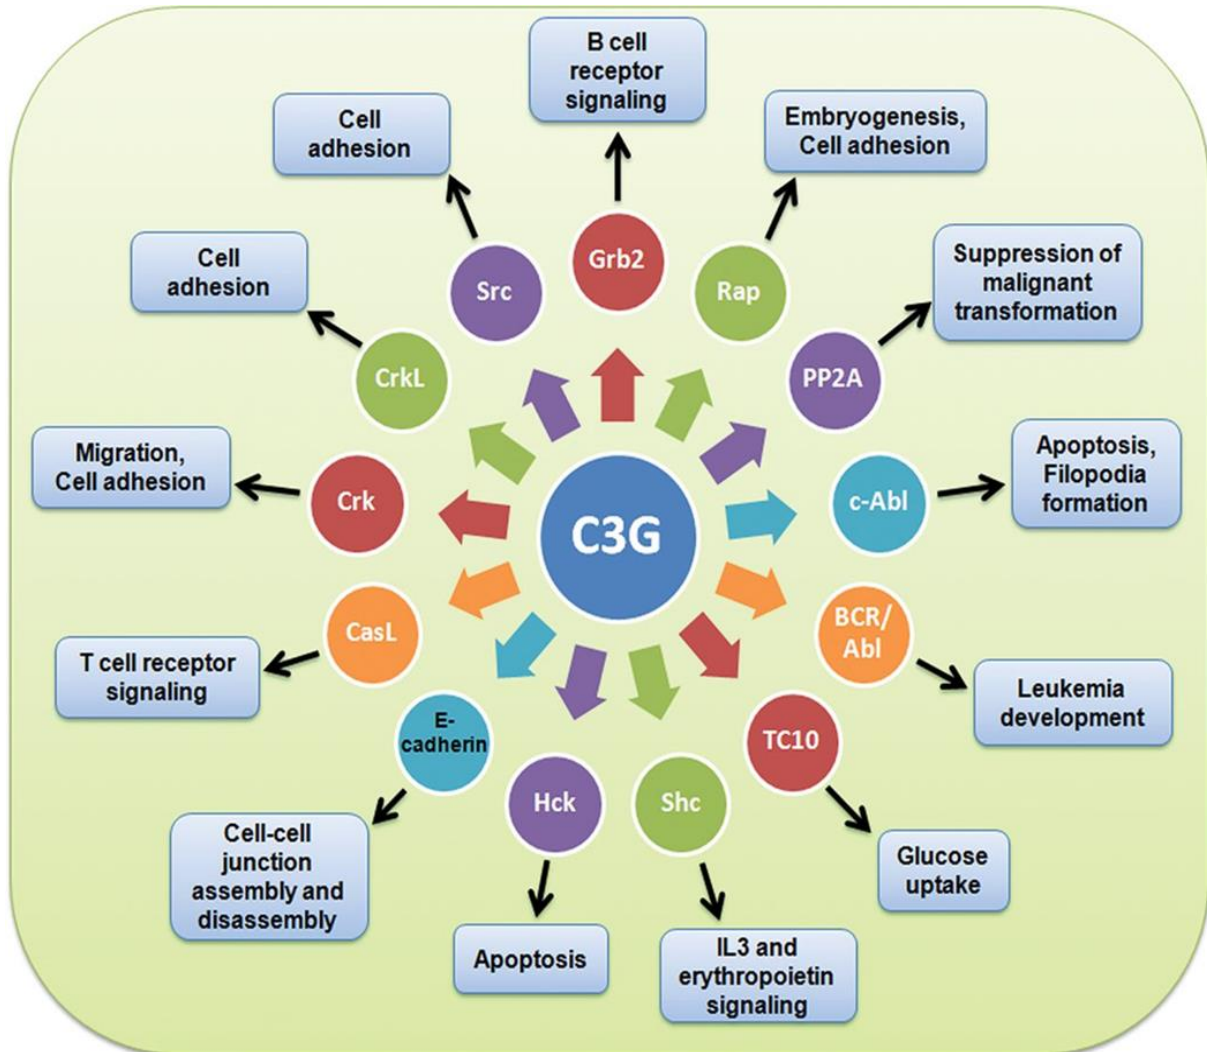 B cell
receptor
signaling
Embryogenesis,
Cell adhesion
Cell
adhesion
Grb2
Rap
Src
Suppression of
malignant
transformation
Cell
adhesion
CrkL
PP2A
Migration,
Cell adhesion
Crk
C3G
c-Abl
Apoptosis,
Filopodia
formation
CasL
BCR/
Abl
T cell receptor
signaling
Leukemia
development
E-
cadherin
TC10
Hck
Shc
Cell-cell
junction
assembly and
disassembly
Glucose
uptake
Apoptosis
IL3 and
erythropoietin
signaling